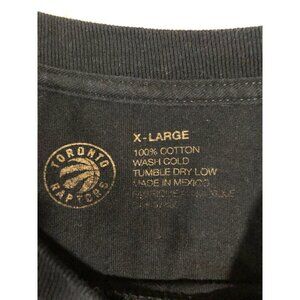 TORONTO
RAPTORS
X-LARGE
100% COTTON
WASH COLD
TUMBLE DRY LOW
MADE IN MEXICO